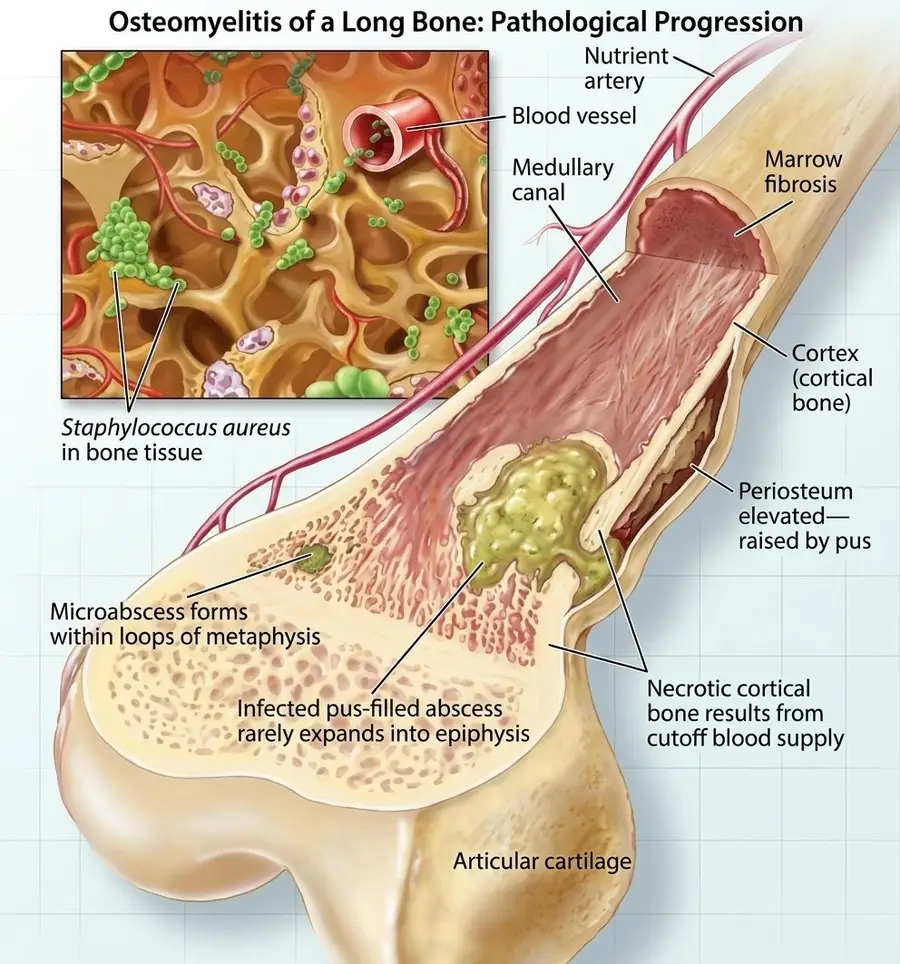 Osteomyelitis of a Long Bone: Pathological Progression
Nutrient
artery
Blood vessel
Medullary
canal
Marrow
fibrosis
Cortex
(cortical
bone)
Staphylococcus aureus
in bone tissue
Periosteum
elevated—
raised by pus
Microabscess forms
within loops of metaphysis
Infected pus-filled abscess
rarely expands into epiphysis
Necrotic cortical
bone results from
cutoff blood supply
Articular cartilage